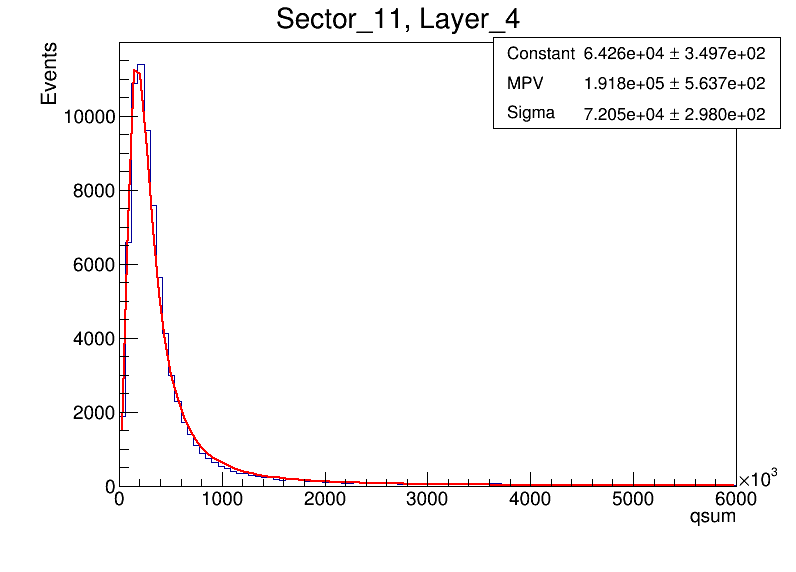 Sector_11, Layer_4
Constant 6.426e+04 ± 3.497e+02
MPV 1.918e+05 ± 5.637e+02
Sigma 7.205e+04 ± 2.980e+02
Events
10000
8000
6000
4000
2000
0
0 1000 2000 3000 4000 5000 6000
×10³
qsum